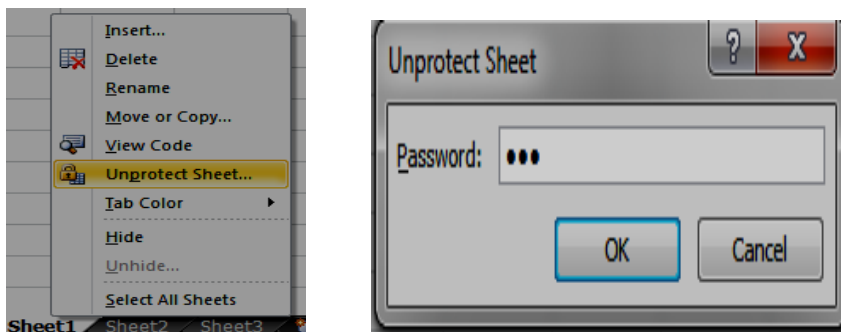 Insert...
Delete
Rename
Move or Copy...
View Code
Unprotect Sheet...
Tab Color
Hide
Unhide...
Select All Sheets
Sheet1 Sheet2 Sheet3
Unprotect Sheet
? X
Password: •••
OK Cancel